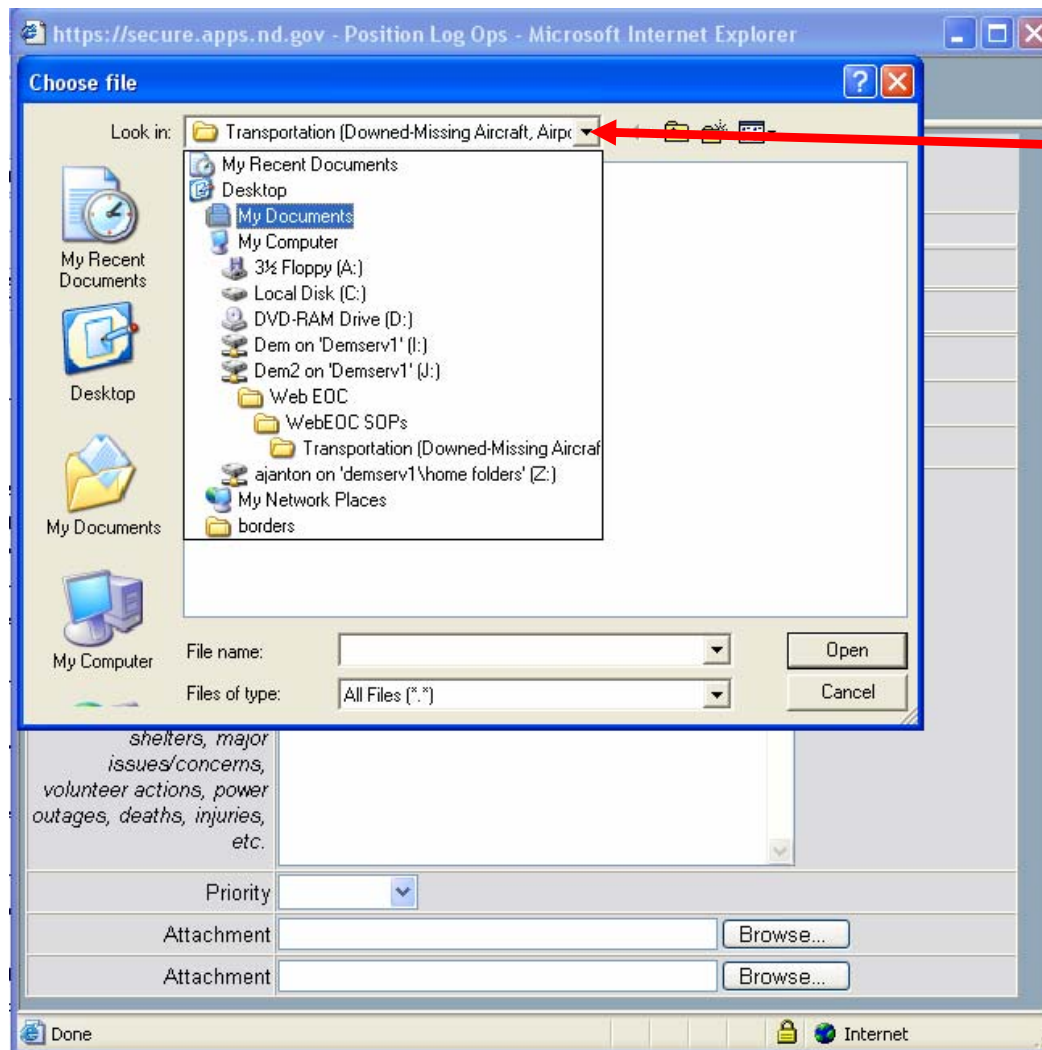 https://secure.apps.nd.gov - Position Log Ops - Microsoft Internet Explorer
Choose file
Look in:
Transportation (Downed-Missing Aircraft, Airpo
My Recent Documents
Desktop
My Documents
My Computer
3½ Floppy (A:)
Local Disk (C:)
DVD-RAM Drive (D:)
Dem on 'Demserv1' (I:)
Dem2 on 'Demserv1' (J:)
Web EOC
WebEOC SOPs
Transportation (Downed-Missing Aircraf
ajanton on 'demserv1\home folders' (Z:)
My Network Places
borders
My Recent
Documents
Desktop
My Documents
My Computer
File name:
Open
Files of type:
All Files (*.*)
Cancel
shelters, major
issues/concerns,
volunteer actions, power
outages, deaths, injuries,
etc.
Priority
Attachment
Browse...
Attachment
Browse...
Done
Internet